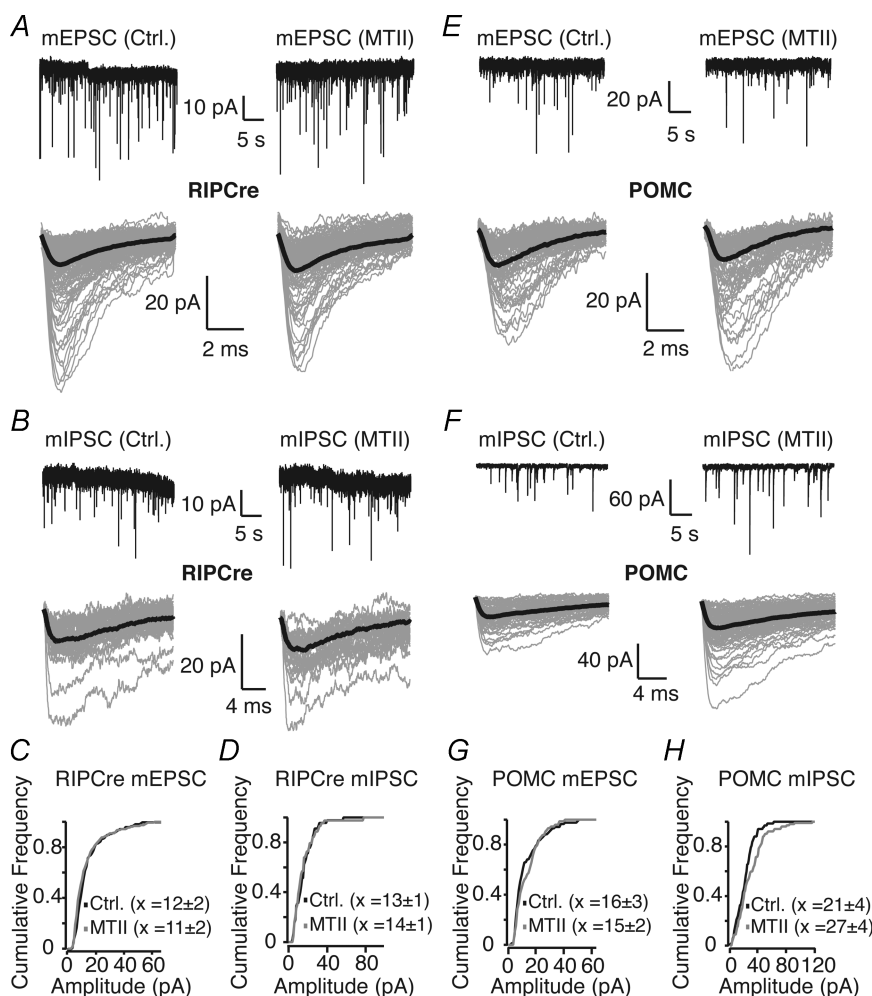 A
mEPSC (Ctrl.)
mEPSC (MTII)
10 pA
5 s
RIPCre
20 pA
2 ms
B
mIPSC (Ctrl.)
mIPSC (MTII)
10 pA
5 s
RIPCre
20 pA
4 ms
C
RIPCre mEPSC
Cumulative Frequency
0.8
0.4
0
Ctrl. (x =12±2)
MTII (x =11±2)
0 20 40 60
Amplitude (pA)
D
RIPCre mIPSC
Cumulative Frequency
0.8
0.4
0
Ctrl. (x =13±1)
MTII (x =14±1)
0 40 80
Amplitude (pA)
E
mEPSC (Ctrl.)
mEPSC (MTII)
20 pA
5 s
POMC
20 pA
2 ms
F
mIPSC (Ctrl.)
mIPSC (MTII)
60 pA
5 s
POMC
40 pA
4 ms
G
POMC mEPSC
Cumulative Frequency
0.8
0.4
0
Ctrl. (x =16±3)
MTII (x =15±2)
0 20 40 60
Amplitude (pA)
H
POMC mIPSC
Cumulative Frequency
0.8
0.4
0
Ctrl. (x =21±4)
MTII (x =27±4)
0 40 80 120
Amplitude (pA)